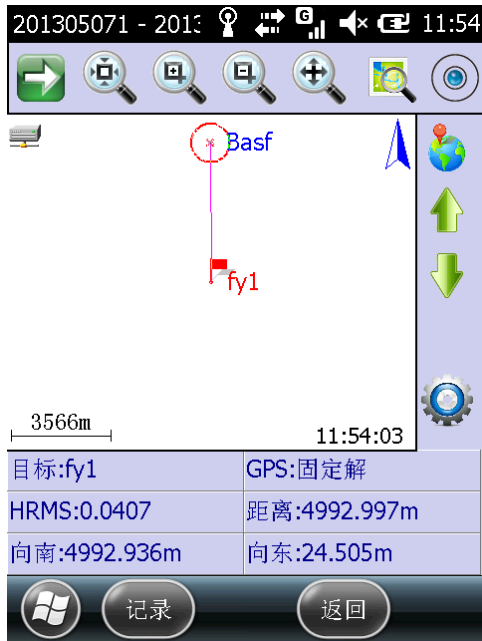 201305071 - 2013
G
11:54
Basf
fy1
3566m
11:54:03
目标:fy1
GPS:固定解
HRMS:0.0407
距离:4992.997m
向南:4992.936m
向东:24.505m
记录
返回